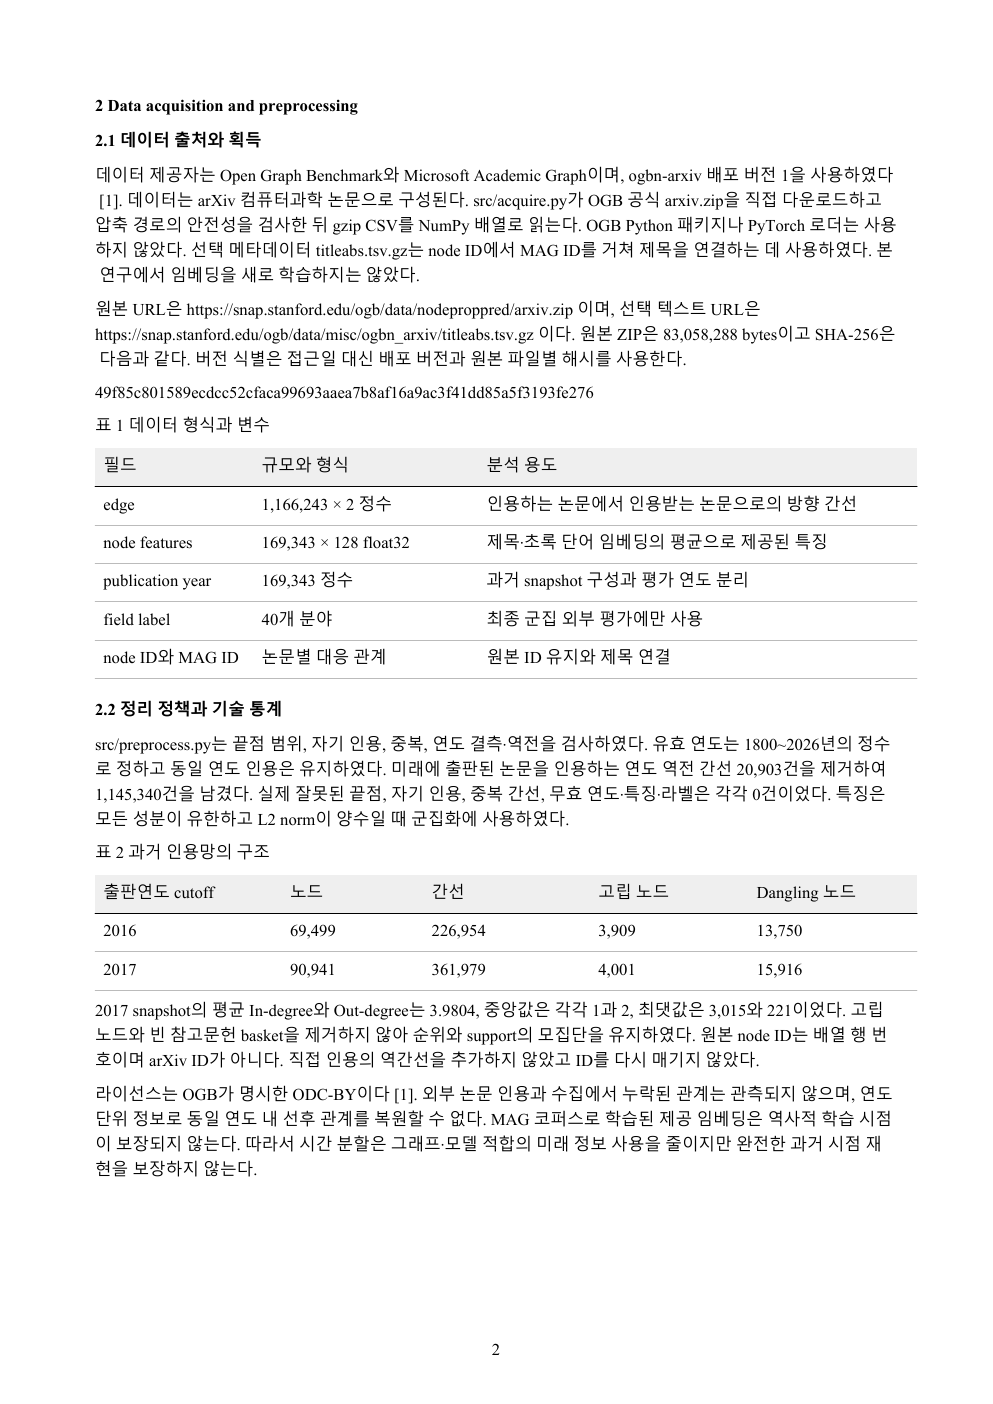 2 Data acquisition and preprocessing
2.1 데이터 출처와 획득
데이터 제공자는 Open Graph Benchmark와 Microsoft Academic Graph이며, ogbn-arxiv 배포 버전 1을 사용하였다
[1]. 데이터는 arXiv 컴퓨터과학 논문으로 구성된다. src/acquire.py가 OGB 공식 arxiv.zip을 직접 다운로드하고
압축 경로의 안전성을 검사한 뒤 gzip CSV를 NumPy 배열로 읽는다. OGB Python 패키지나 PyTorch 로더는 사용
하지 않았다. 선택 메타데이터 titleabs.tsv.gz는 node ID에서 MAG ID를 거쳐 제목을 연결하는 데 사용하였다. 본
연구에서 임베딩을 새로 학습하지는 않았다.
원본 URL은 https://snap.stanford.edu/ogb/data/nodeproppred/arxiv.zip 이며, 선택 텍스트 URL은
https://snap.stanford.edu/ogb/data/misc/ogbn_arxiv/titleabs.tsv.gz 이다. 원본 ZIP은 83,058,288 bytes이고 SHA-256은
다음과 같다. 버전 식별은 접근일 대신 배포 버전과 원본 파일별 해시를 사용한다.
49f85c801589ecdcc52cfaca99693aaea7b8af16a9ac3f41dd85a5f3193fe276
표 1 데이터 형식과 변수
필드 규모와 형식 분석 용도
edge 1,166,243 × 2 정수 인용하는 논문에서 인용받는 논문으로의 방향 간선
node features 169,343 × 128 float32 제목·초록 단어 임베딩의 평균으로 제공된 특징
publication year 169,343 정수 과거 snapshot 구성과 평가 연도 분리
field label 40개 분야 최종 군집 외부 평가에만 사용
node ID와 MAG ID 논문별 대응 관계 원본 ID 유지와 제목 연결
2.2 정리 정책과 기술 통계
src/preprocess.py는 끝점 범위, 자기 인용, 중복, 연도 결측·역전을 검사하였다. 유효 연도는 1800~2026년의 정수
로 정하고 동일 연도 인용은 유지하였다. 미래에 출판된 논문을 인용하는 연도 역전 간선 20,903건을 제거하여
1,145,340건을 남겼다. 실제 잘못된 끝점, 자기 인용, 중복 간선, 무효 연도·특징·라벨은 각각 0건이었다. 특징은
모든 성분이 유한하고 L2 norm이 양수일 때 군집화에 사용하였다.
표 2 과거 인용망의 구조
출판연도 cutoff 노드 간선 고립 노드 Dangling 노드
2016 69,499 226,954 3,909 13,750
2017 90,941 361,979 4,001 15,916
2017 snapshot의 평균 In-degree와 Out-degree는 3.9804, 중앙값은 각각 1과 2, 최댓값은 3,015와 221이었다. 고립
노드와 빈 참고문헌 basket을 제거하지 않아 순위와 support의 모집단을 유지하였다. 원본 node ID는 배열 행 번
호이며 arXiv ID가 아니다. 직접 인용의 역간선을 추가하지 않았고 ID를 다시 매기지 않았다.
라이선스는 OGB가 명시한 ODC-BY이다 [1]. 외부 논문 인용과 수집에서 누락된 관계는 관측되지 않으며, 연도
단위 정보로 동일 연도 내 선후 관계를 복원할 수 없다. MAG 코퍼스로 학습된 제공 임베딩은 역사적 학습 시점
이 보장되지 않는다. 따라서 시간 분할은 그래프·모델 적합의 미래 정보 사용을 줄이지만 완전한 과거 시점 재
현을 보장하지 않는다.
2